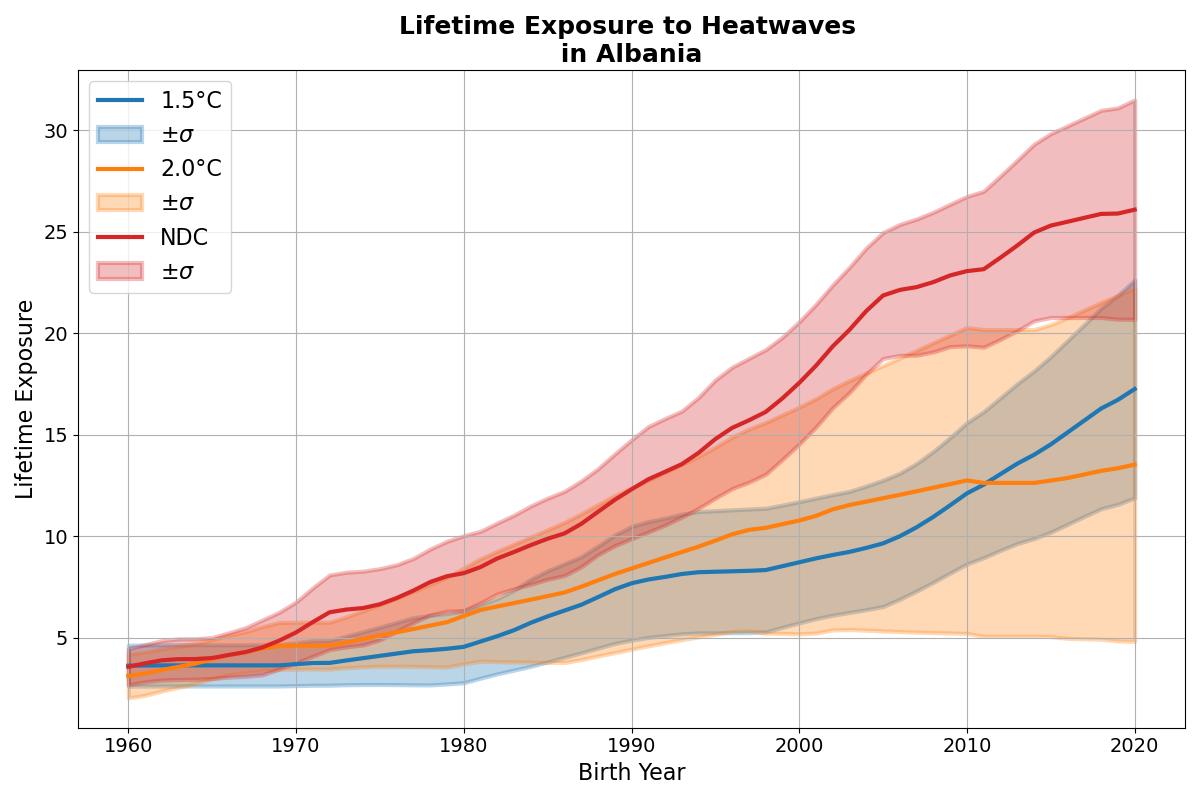 Lifetime Exposure to Heatwaves
in Albania
1.5°C
±σ
2.0°C
±σ
NDC
±σ
Lifetime Exposure
30
25
20
15
10
5
1960 1970 1980 1990 2000 2010 2020
Birth Year